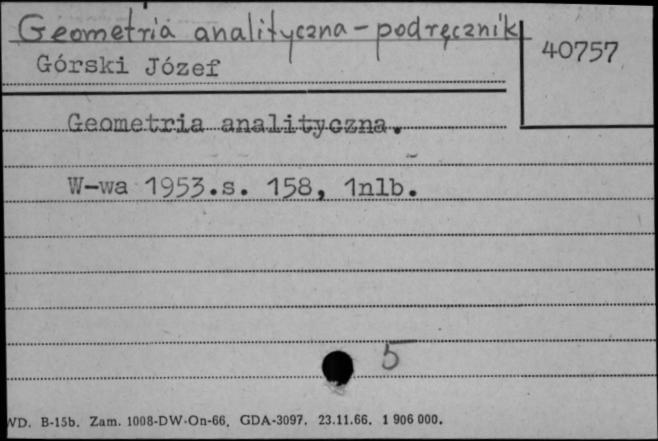 Geometria analityczna - podręcznik
40757
Górski Józef
Geometria analityczna.
W-wa 1953.s. 158, 1nlb.
5
WD. B-15b. Zam. 1008-DW-On-66. GDA-3097. 23.11.66. 1 906 000.